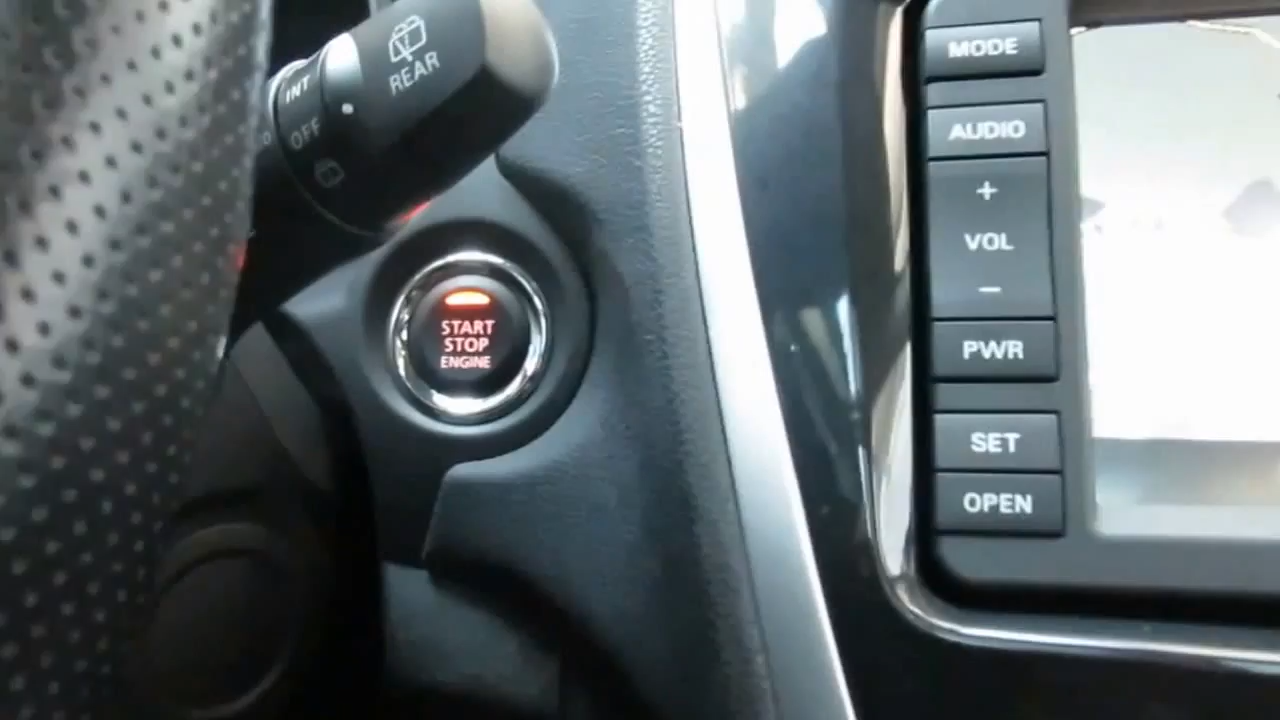 REAR
INT
OFF
START
STOP
ENGINE
MODE
AUDIO
+
VOL
−
PWR
SET
OPEN